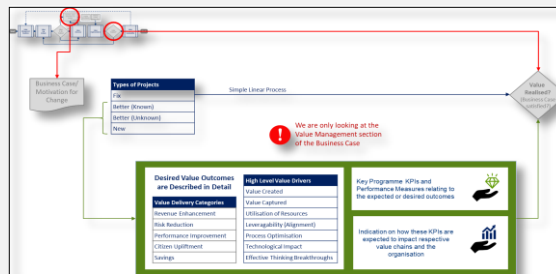 Business Case/
Motivation for
Change
Types of Projects
Fix
Better (Known)
Better (Unknown)
New
Simple Linear Process
Value
Realised?
(Business Case
satisfied?)
We are only looking at the
Value Management section
of the Business Case
Desired Value Outcomes
are Described in Detail
Value Delivery Categories
Revenue Enhancement
Risk Reduction
Performance Improvement
Citizen Upliftment
Savings
High Level Value Drivers
Value Created
Value Captured
Utilisation of Resources
Leveragability (Alignment)
Process Optimisation
Technological Impact
Effective Thinking Breakthroughs
Key Programme KPIs and
Performance Measures relating to
the expected or desired outcomes
Indication on how these KPIs are
expected to impact respective
value chains and the
organisation